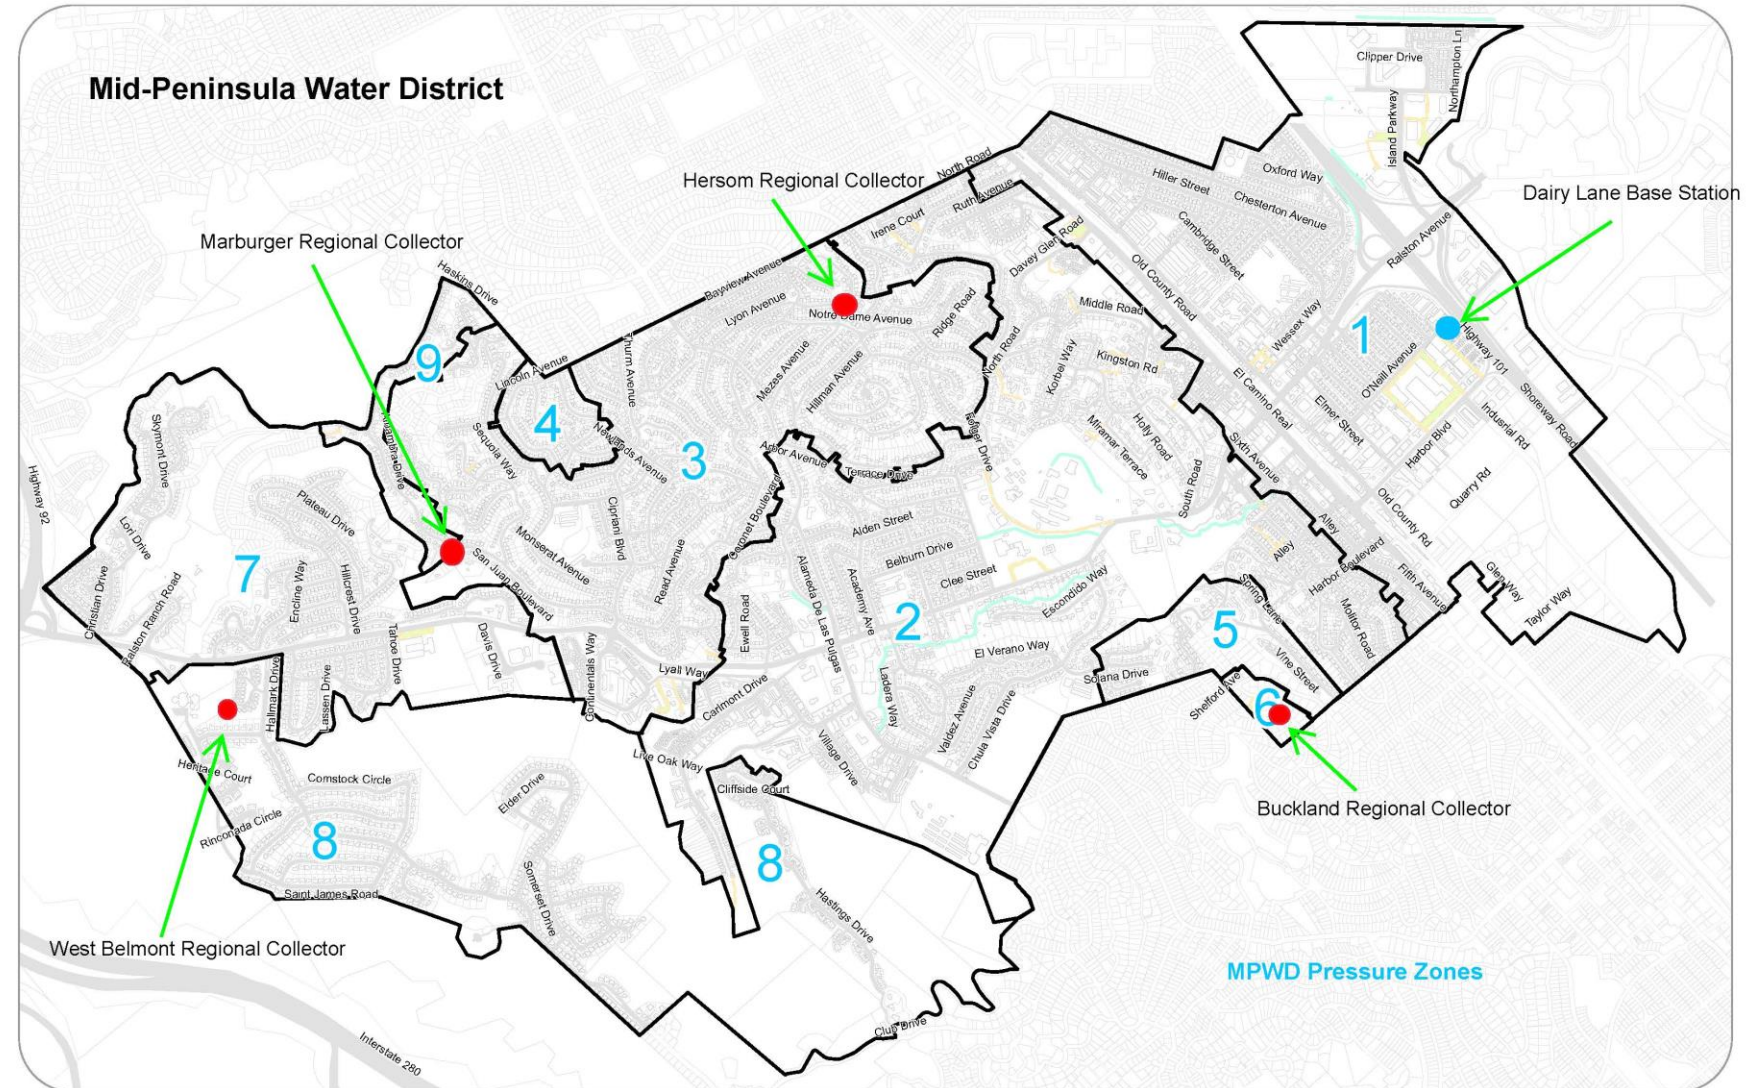 Mid-Peninsula Water District
Clipper Drive
Northampton Ln
Island Parkway
North Road
Hersom Regional Collector
Hiller Street
Oxford Way
Chesterton Avenue
Dairy Lane Base Station
Ruth Avenue
Irene Court
Marburger Regional Collector
Cambridge Street
Ralston Avenue
Davey Glen Road
Old County Road
Haskins Drive
Bayview Avenue
Lyon Avenue
Notre Dame Avenue
Ridge Road
Middle Road
Wessex Way
1
Highway 101
North Road
Thurm Avenue
9
Lincoln Avenue
Mezes Avenue
Hillman Avenue
Korbel Way
Kingston Rd
El Camino Real
O'Neill Avenue
Shoreway Road
Elmer Street
Industrial Rd
Harbor Blvd
4
Skymont Drive
Alhambra Drive
Sequoia Way
Newlands Avenue
3
Arbor Avenue
Terrace Drive
Miramar Terrace
Holly Road
Sixth Avenue
South Road
Quarry Rd
Highway 92
Plateau Drive
Lori Drive
Cipriani Blvd
Coronet Boulevard
Alden Street
Old County Rd
Alley
Alley
Monserat Avenue
San Juan Boulevard
Belburn Drive
Clee Street
7
Christian Drive
Ralston Ranch Road
Encline Way
Hillcrest Drive
Read Avenue
Alameda De Las Pulgas
Academy Ave
Escondido Way
Spring Lane
Harbor Boulevard
Fifth Avenue
Glen Way
Taylor Way
Molitor Road
Tahoe Drive
Davis Drive
Continentals Way
Ewell Road
2
El Verano Way
5
Vine Street
Lyall Way
Carlmont Drive
Ladera Way
Solana Drive
Shelford Ave
6
Hallmark Drive
Lassen Drive
Valdez Avenue
Chula Vista Drive
Village Drive
Live Oak Way
Heritage Court
Comstock Circle
Elder Drive
Cliffside Court
Buckland Regional Collector
Rinconada Circle
8
8
Saint James Road
Somerset Drive
Hastings Drive
West Belmont Regional Collector
MPWD Pressure Zones
Club Drive
Interstate 280